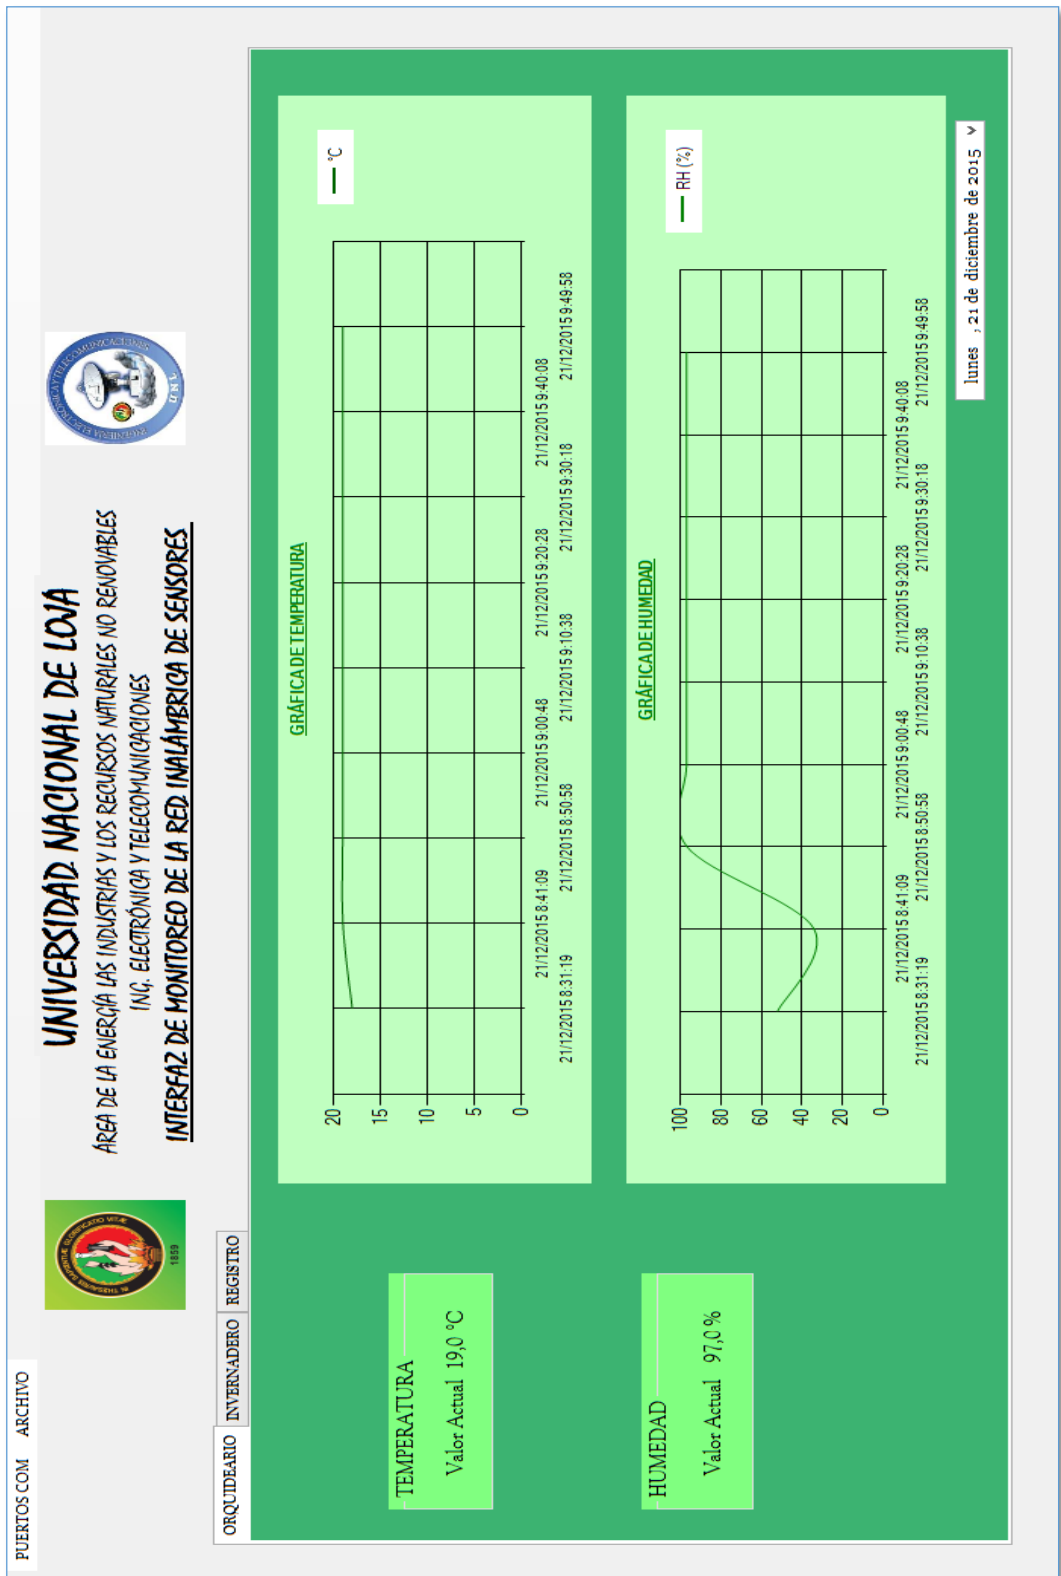 PUERTOS COM ARCHIVO
UNIVERSIDAD NACIONAL DE LOJA
ÁREA DE LA ENERGÍA LAS INDUSTRIAS Y LOS RECURSOS NATURALES NO RENOVABLES
ING. ELECTRÓNICA Y TELECOMUNICACIONES
INTERFAZ DE MONITOREO DE LA RED INALÁMBRICA DE SENSORES
IN THESAURIS SAPIENTIAE GLORIFICATIO VITAE
1859
INGENIERIA ELECTRÓNICA Y TELECOMUNICACIONES
U.N.L
ORQUIDEARIO INVERNADERO REGISTRO
TEMPERATURA
Valor Actual 19,0 °C
GRÁFICA DE TEMPERATURA
°C
20
15
10
5
0
21/12/2015 8:31:19
21/12/2015 8:41:09
21/12/2015 8:50:58
21/12/2015 9:00:48
21/12/2015 9:10:38
21/12/2015 9:20:28
21/12/2015 9:30:18
21/12/2015 9:40:08
21/12/2015 9:49:58
HUMEDAD
Valor Actual 97,0 %
GRÁFICA DE HUMEDAD
RH (%)
100
80
60
40
20
0
21/12/2015 8:31:19
21/12/2015 8:41:09
21/12/2015 8:50:58
21/12/2015 9:00:48
21/12/2015 9:10:38
21/12/2015 9:20:28
21/12/2015 9:30:18
21/12/2015 9:40:08
21/12/2015 9:49:58
lunes , 21 de diciembre de 2015